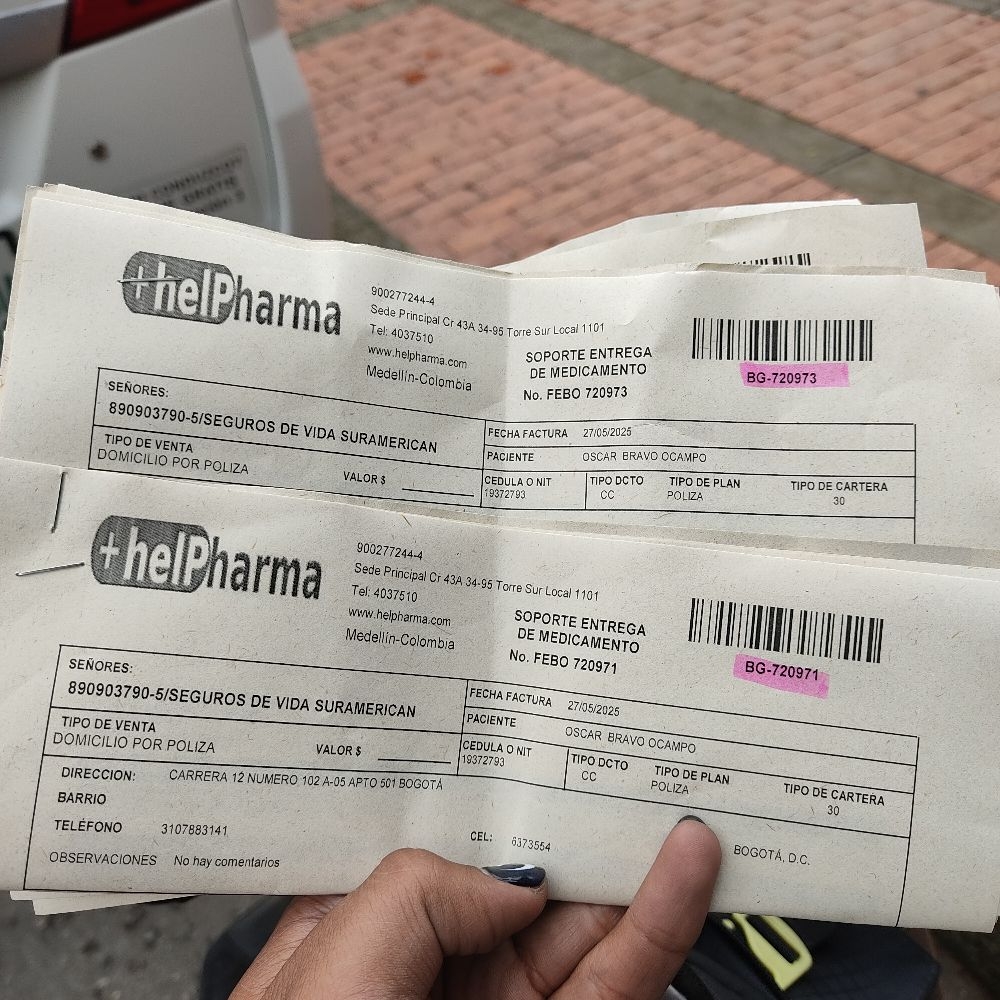 +helPharma
900277244-4
Sede Principal Cr 43A 34-95 Torre Sur Local 1101
Tel: 4037510
www.helpharma.com
Medellín-Colombia
SOPORTE ENTREGA
DE MEDICAMENTO
No. FEBO 720973
BG-720973
SEÑORES:
890903790-5/SEGUROS DE VIDA SURAMERICAN
TIPO DE VENTA
DOMICILIO POR POLIZA
VALOR $
FECHA FACTURA 27/05/2025
PACIENTE OSCAR BRAVO OCAMPO
CEDULA O NIT TIPO DCTO TIPO DE PLAN TIPO DE CARTERA
19372793 CC POLIZA 30
+helPharma
900277244-4
Sede Principal Cr 43A 34-95 Torre Sur Local 1101
Tel: 4037510
www.helpharma.com
Medellín-Colombia
SOPORTE ENTREGA
DE MEDICAMENTO
No. FEBO 720971
BG-720971
SEÑORES:
890903790-5/SEGUROS DE VIDA SURAMERICAN
TIPO DE VENTA
DOMICILIO POR POLIZA
VALOR $
FECHA FACTURA 27/05/2025
PACIENTE OSCAR BRAVO OCAMPO
CEDULA O NIT TIPO DCTO TIPO DE PLAN TIPO DE CARTERA
19372793 CC POLIZA 30
DIRECCION: CARRERA 12 NUMERO 102 A-05 APTO 501 BOGOTÁ
BARRIO
TELÉFONO 3107883141 CEL: 6373554 BOGOTÁ, D.C.
OBSERVACIONES No hay comentarios